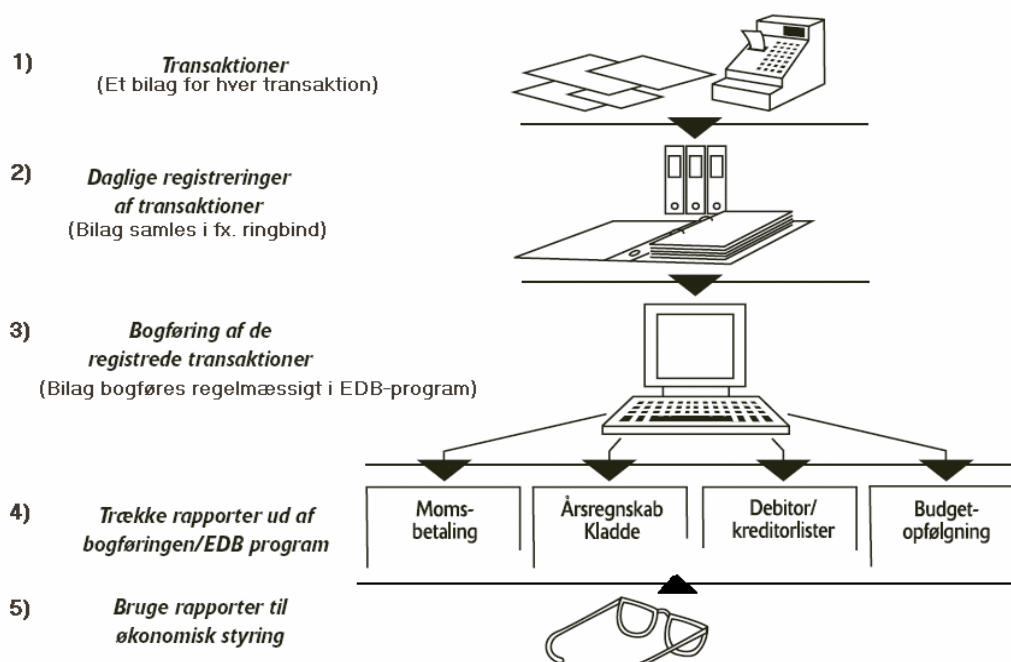 1) Transaktioner
(Et bilag for hver transaktion)
2) Daglige registreringer
af transaktioner
(Bilag samles i fx. ringbind)
3) Bogføring af de
registrede transaktioner
(Bilag bogføres regelmæssigt i EDB-program)
4) Trække rapporter ud af
bogføringen/EDB program
Moms-
betaling
Årsregnskab
Kladde
Debitor/
kreditorlister
Budget-
opfølgning
5) Bruge rapporter til
økonomisk styring